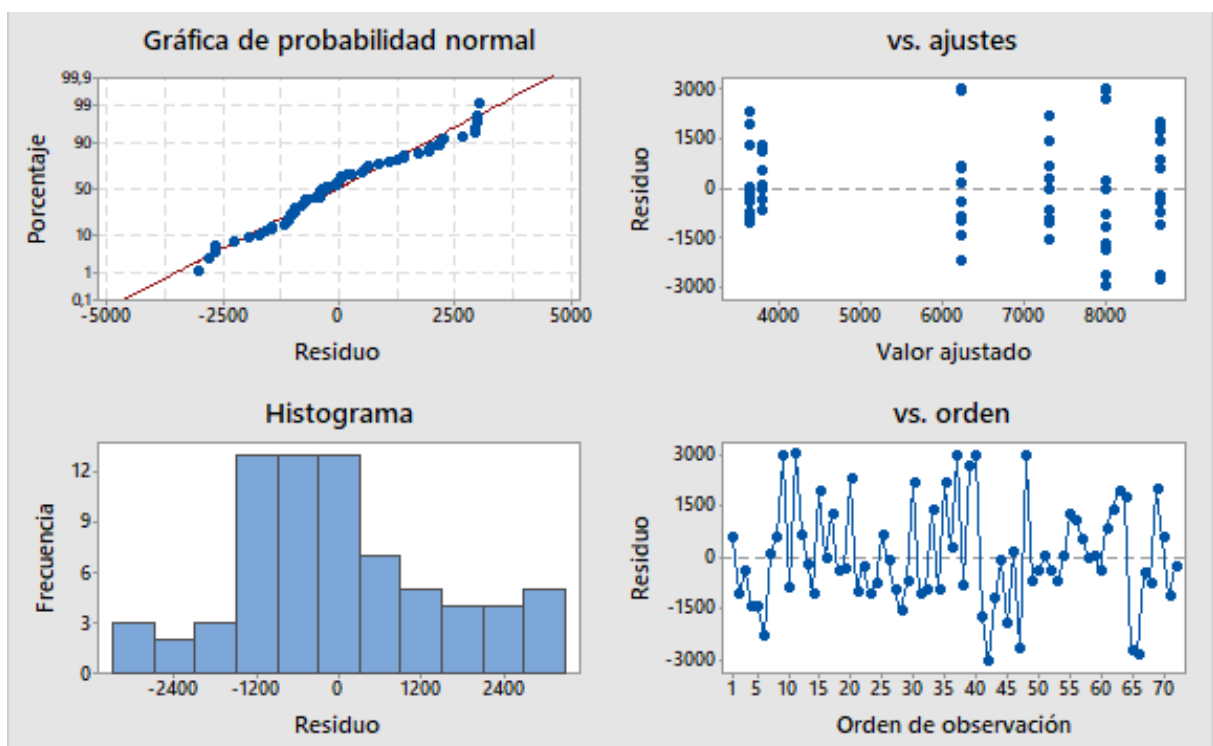 Gráfica de probabilidad normal
Porcentaje
99,9
99
90
50
10
1
0,1
-5000 -2500 0 2500 5000
Residuo
vs. ajustes
Residuo
3000
1500
0
-1500
-3000
4000 5000 6000 7000 8000
Valor ajustado
Histograma
Frecuencia
12
9
6
3
0
-2400 -1200 0 1200 2400
Residuo
vs. orden
Residuo
3000
1500
0
-1500
-3000
1 5 10 15 20 25 30 35 40 45 50 55 60 65 70
Orden de observación